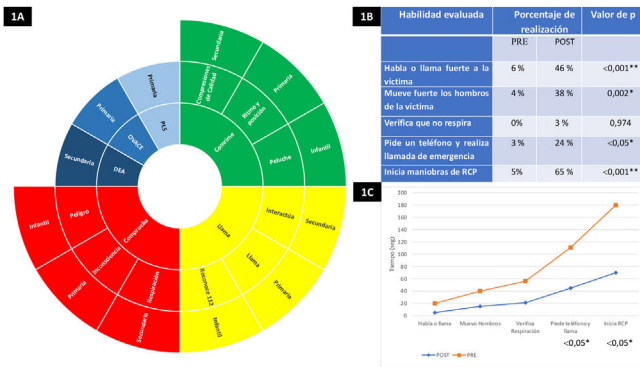 1A
Secundaria
Primaria
Infantil
Compresiones de Calidad
Ritmo y posición
Peluche
Comprime
Secundaria
Primaria
Infantil
Interactúa
Llama
Reconoce 112
Llama
Secundaria
Primaria
Infantil
Respiración
Inconsciencia
Peligro
Comprueba
Secundaria
Primaria
Primaria
DEA
OVACE
PLS
1B
Habilidad evaluada Porcentaje de realización Valor de p
PRE POST
Habla o llama fuerte a la víctima 6 % 46 % <0,001**
Mueve fuerte los hombros de la víctima 4 % 38 % 0,002*
Verifica que no respira 0% 3 % 0,974
Pide un teléfono y realiza llamada de emergencia 3 % 24 % <0,05*
Inicia maniobras de RCP 5% 65 % <0,001**
1C
Tiempo (seg)
200
180
160
140
120
100
80
60
40
20
0
Habla o llama
Mueve Hombros
Verifica Respiración
Piede teléfono y llama
Inicia RCP
<0,05* <0,05*
POST PRE